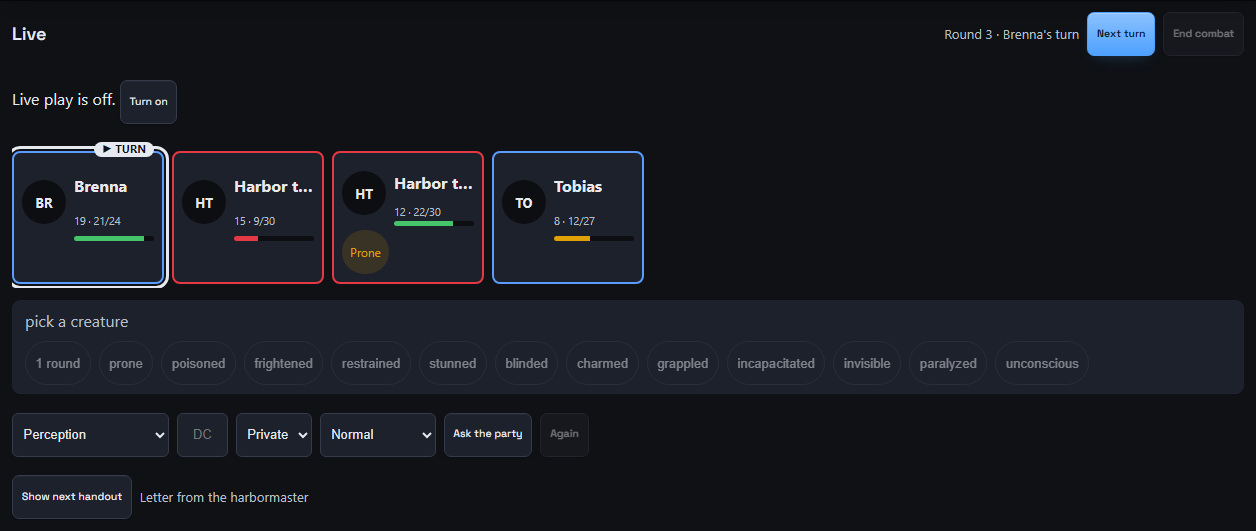 Live
Round 3 · Brenna's turn
Next turn
End combat
Live play is off.
Turn on
▶ TURN
BR
Brenna
19 · 21/24
HT
Harbor t...
15 · 9/30
HT
Harbor t...
12 · 22/30
Prone
TO
Tobias
8 · 12/27
pick a creature
1 round
prone
poisoned
frightened
restrained
stunned
blinded
charmed
grappled
incapacitated
invisible
paralyzed
unconscious
Perception
DC
Private
Normal
Ask the party
Again
Show next handout
Letter from the harbormaster